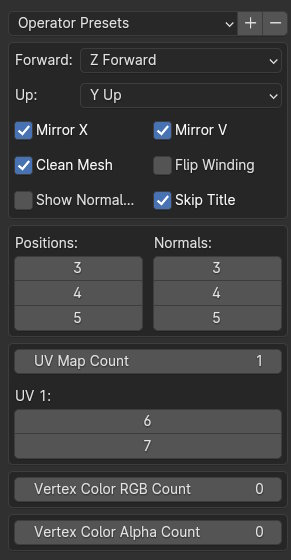 Operator Presets
Forward: Z Forward
Up: Y Up
Mirror X Mirror V
Clean Mesh Flip Winding
Show Normal... Skip Title
Positions: Normals:
3 3
4 4
5 5
UV Map Count 1
UV 1:
6
7
Vertex Color RGB Count 0
Vertex Color Alpha Count 0